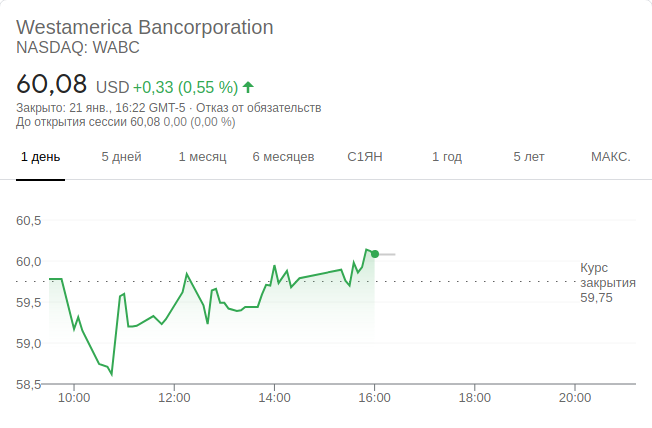 Westamerica Bancorporation
NASDAQ: WABC
60,08 USD +0,33 (0,55 %)
Закрыто: 21 янв., 16:22 GMT-5 · Отказ от обязательств
До открытия сессии 60,08 0,00 (0,00 %)
1 день 5 дней 1 месяц 6 месяцев С1ЯН 1 год 5 лет МАКС.
60,5
60,0
Курс
закрытия
59,75
59,5
59,0
58,5
10:00 12:00 14:00 16:00 18:00 20:00